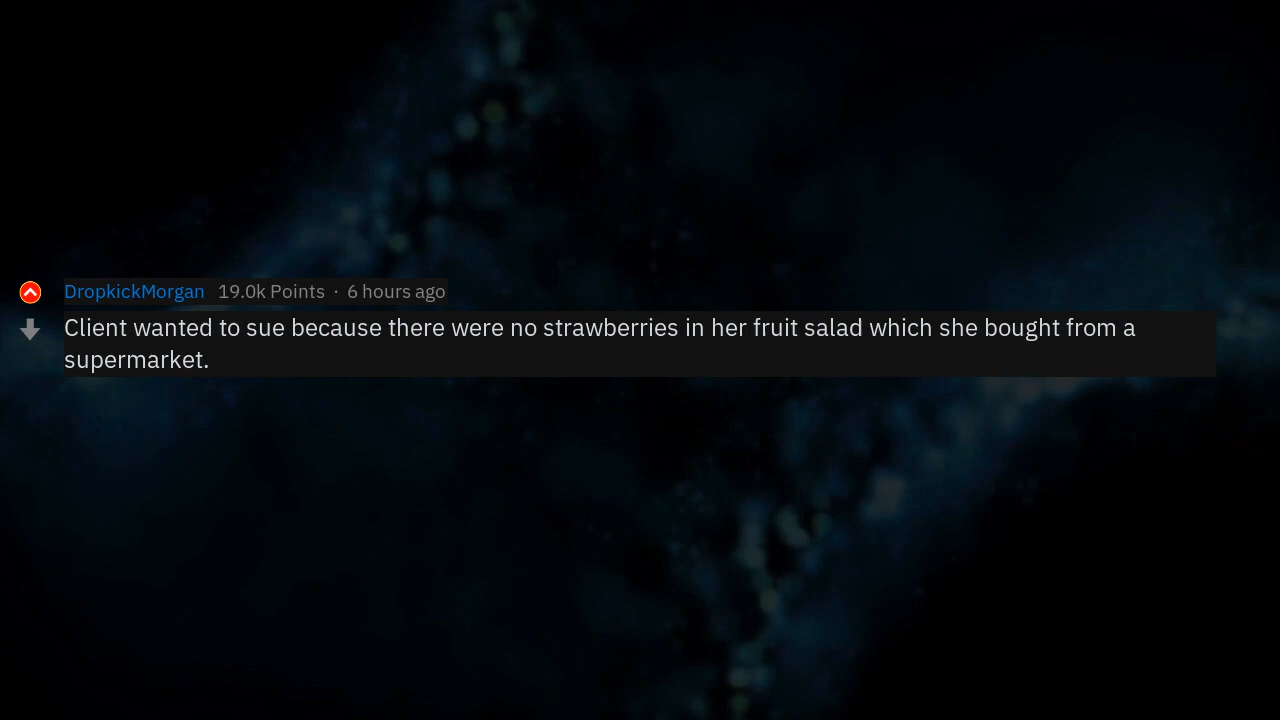 DropkickMorgan 19.0k Points · 6 hours ago
Client wanted to sue because there were no strawberries in her fruit salad which she bought from a
supermarket.